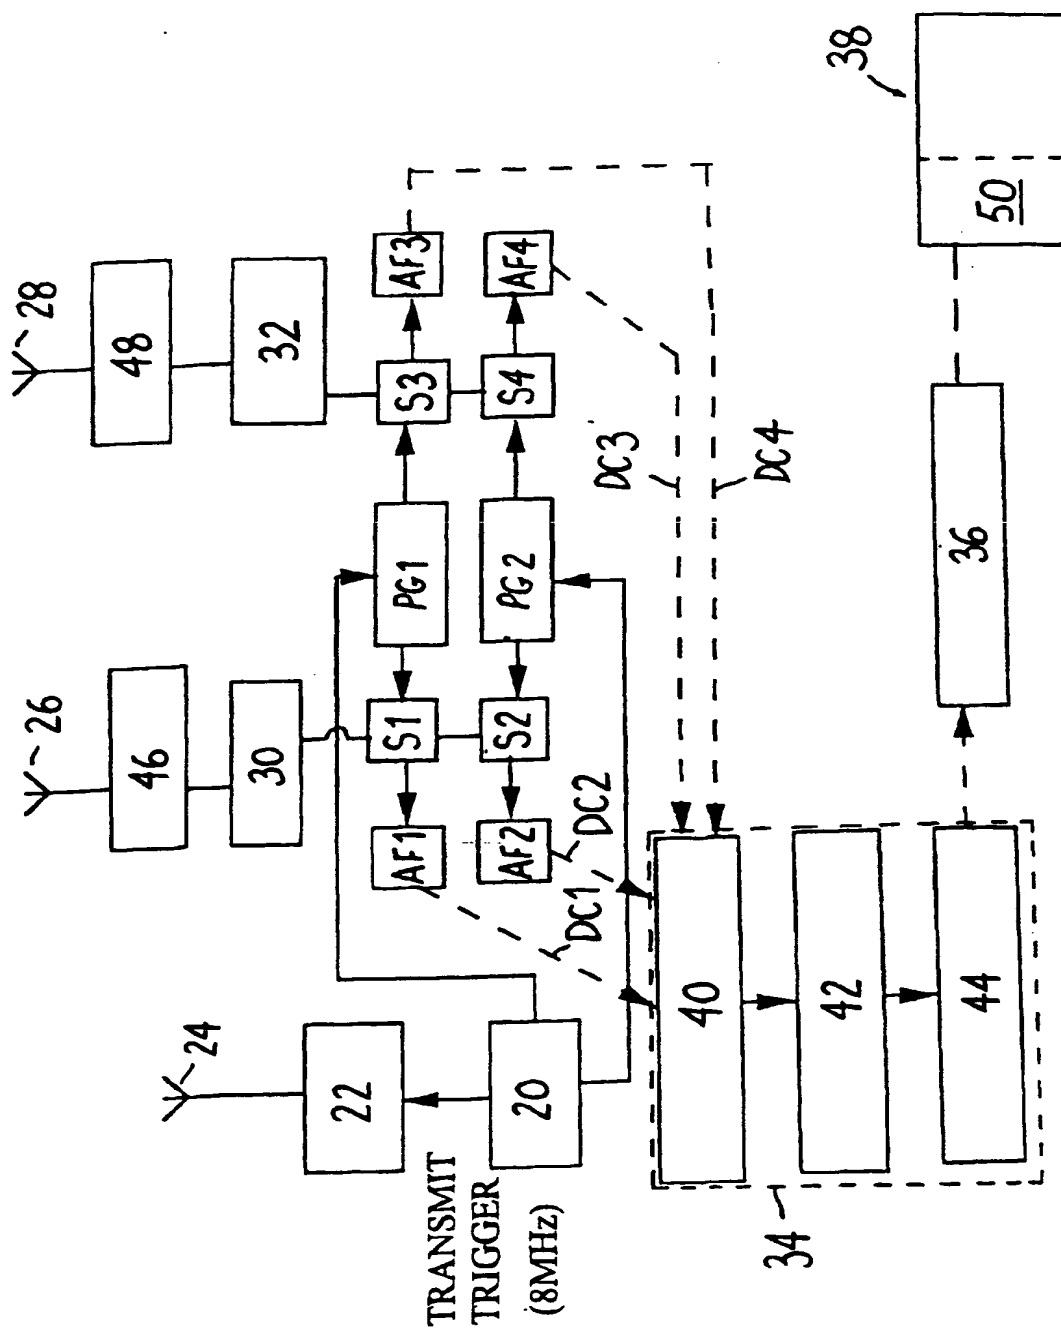 24
22
20
TRANSMIT
TRIGGER
(8MHz)
26
46
30
28
48
32
AF1
S1
PG1
S3
AF3
AF2
S2
PG2
S4
AF4
DC1
DC2
DC3
DC4
34
40
42
44
36
38
50